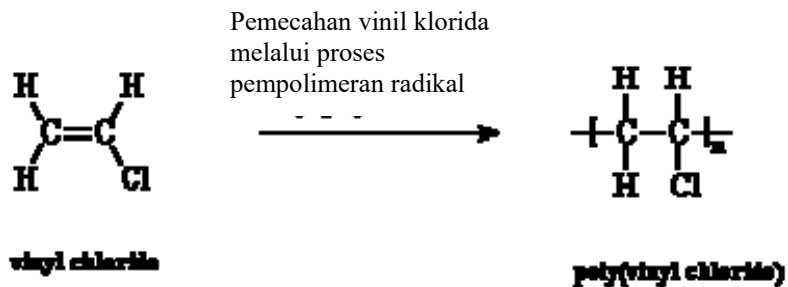 Pemecahan vinil klorida
melalui proses
pempolimeran radikal
H H
C=C
H Cl
H H
-[-C-C-]n-
H Cl
vinyl chloride
poly(vinyl chloride)